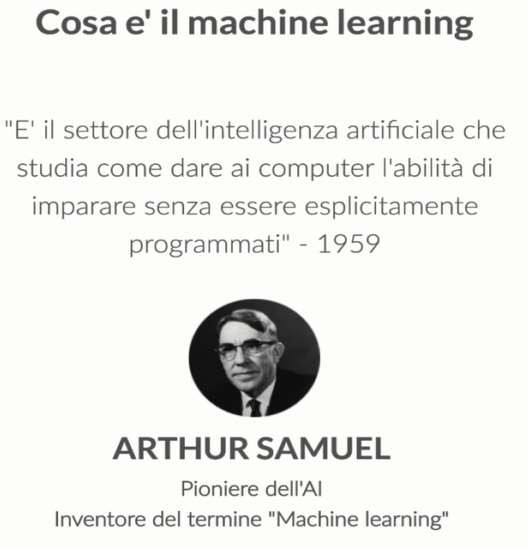 Cosa e' il machine learning
"E' il settore dell'intelligenza artificiale che
studia come dare ai computer l'abilità di
imparare senza essere esplicitamente
programmati" - 1959
ARTHUR SAMUEL
Pioniere dell'AI
Inventore del termine "Machine learning"